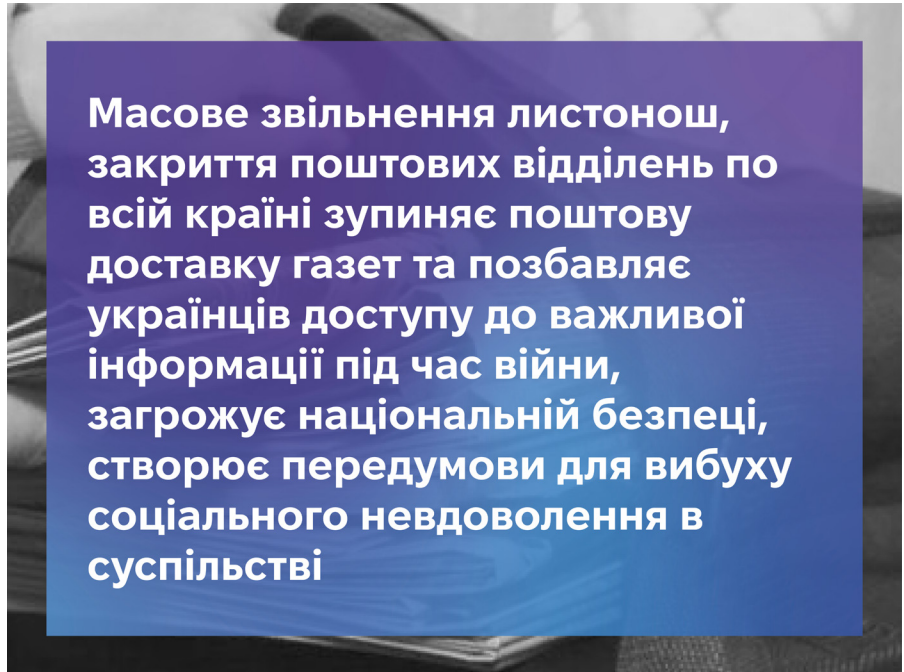 Масове звільнення листонош,
закриття поштових відділень по
всій країні зупиняє поштову
доставку газет та позбавляє
українців доступу до важливої
інформації під час війни,
загрожує національній безпеці,
створює передумови для вибуху
соціального невдоволення в
суспільстві